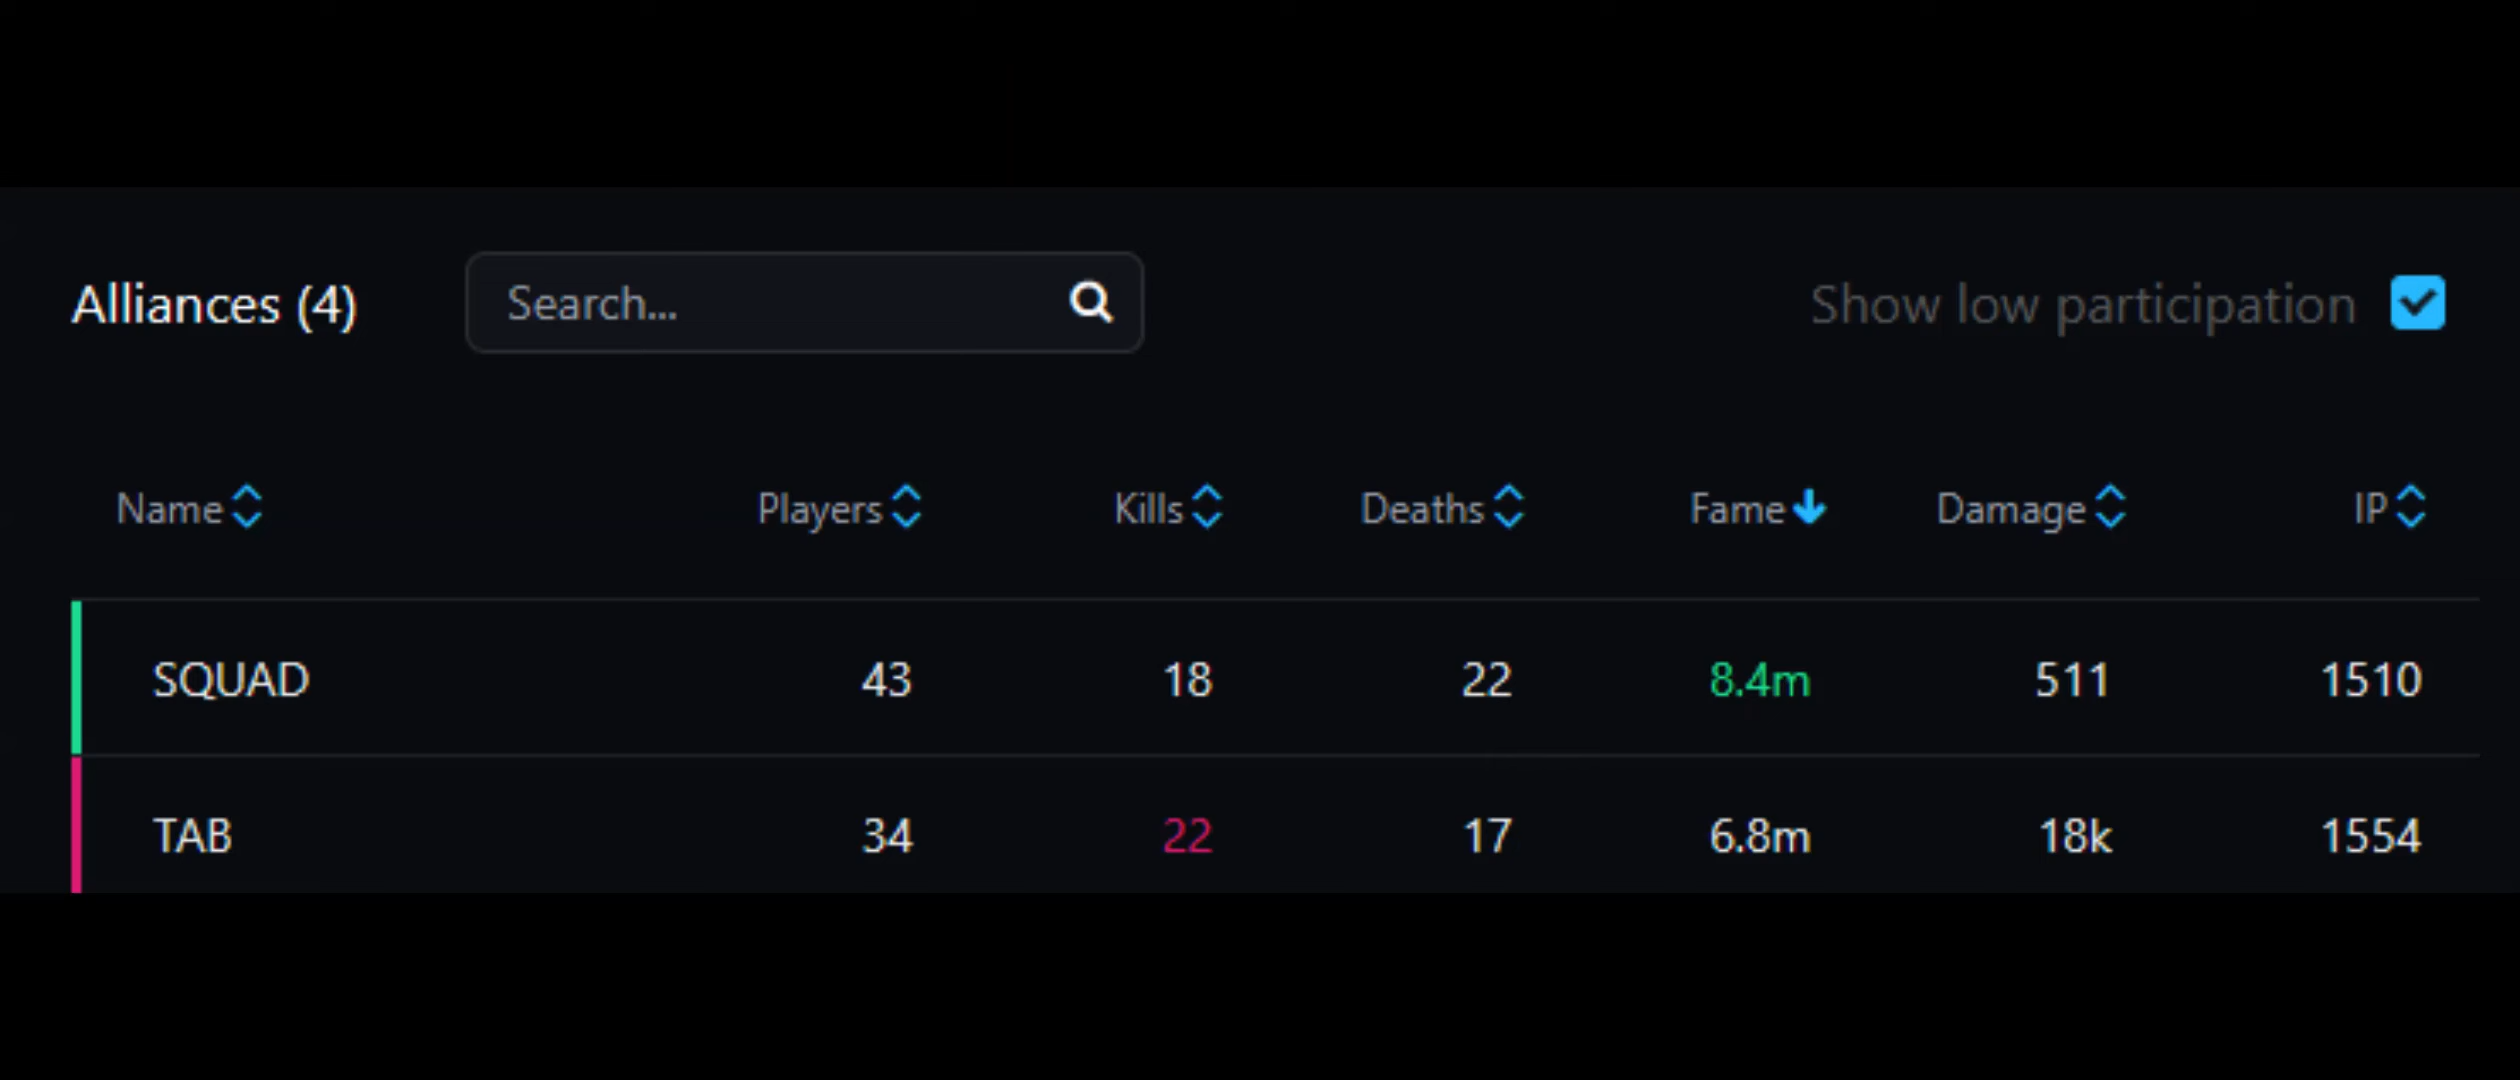 Alliances (4) Search... Show low participation
Name Players Kills Deaths Fame Damage IP
SQUAD 43 18 22 8.4m 511 1510
TAB 34 22 17 6.8m 18k 1554